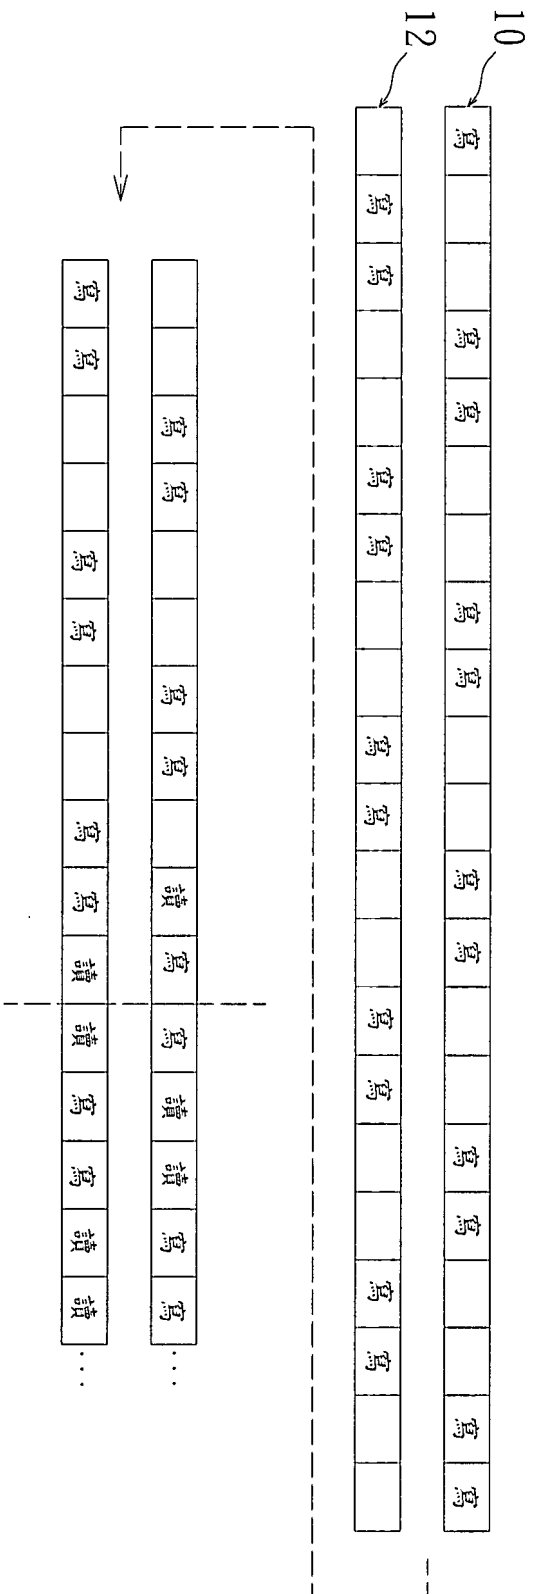 10 寫 寫 寫 寫 寫 寫 寫 寫 寫 寫 寫
12 寫 寫 寫 寫 寫 寫 寫 寫 寫 寫
寫 寫 寫 寫 讀 寫 寫 讀 讀 寫 寫 ...
寫 寫 寫 寫 寫 寫 讀 讀 寫 寫 讀 讀 ...